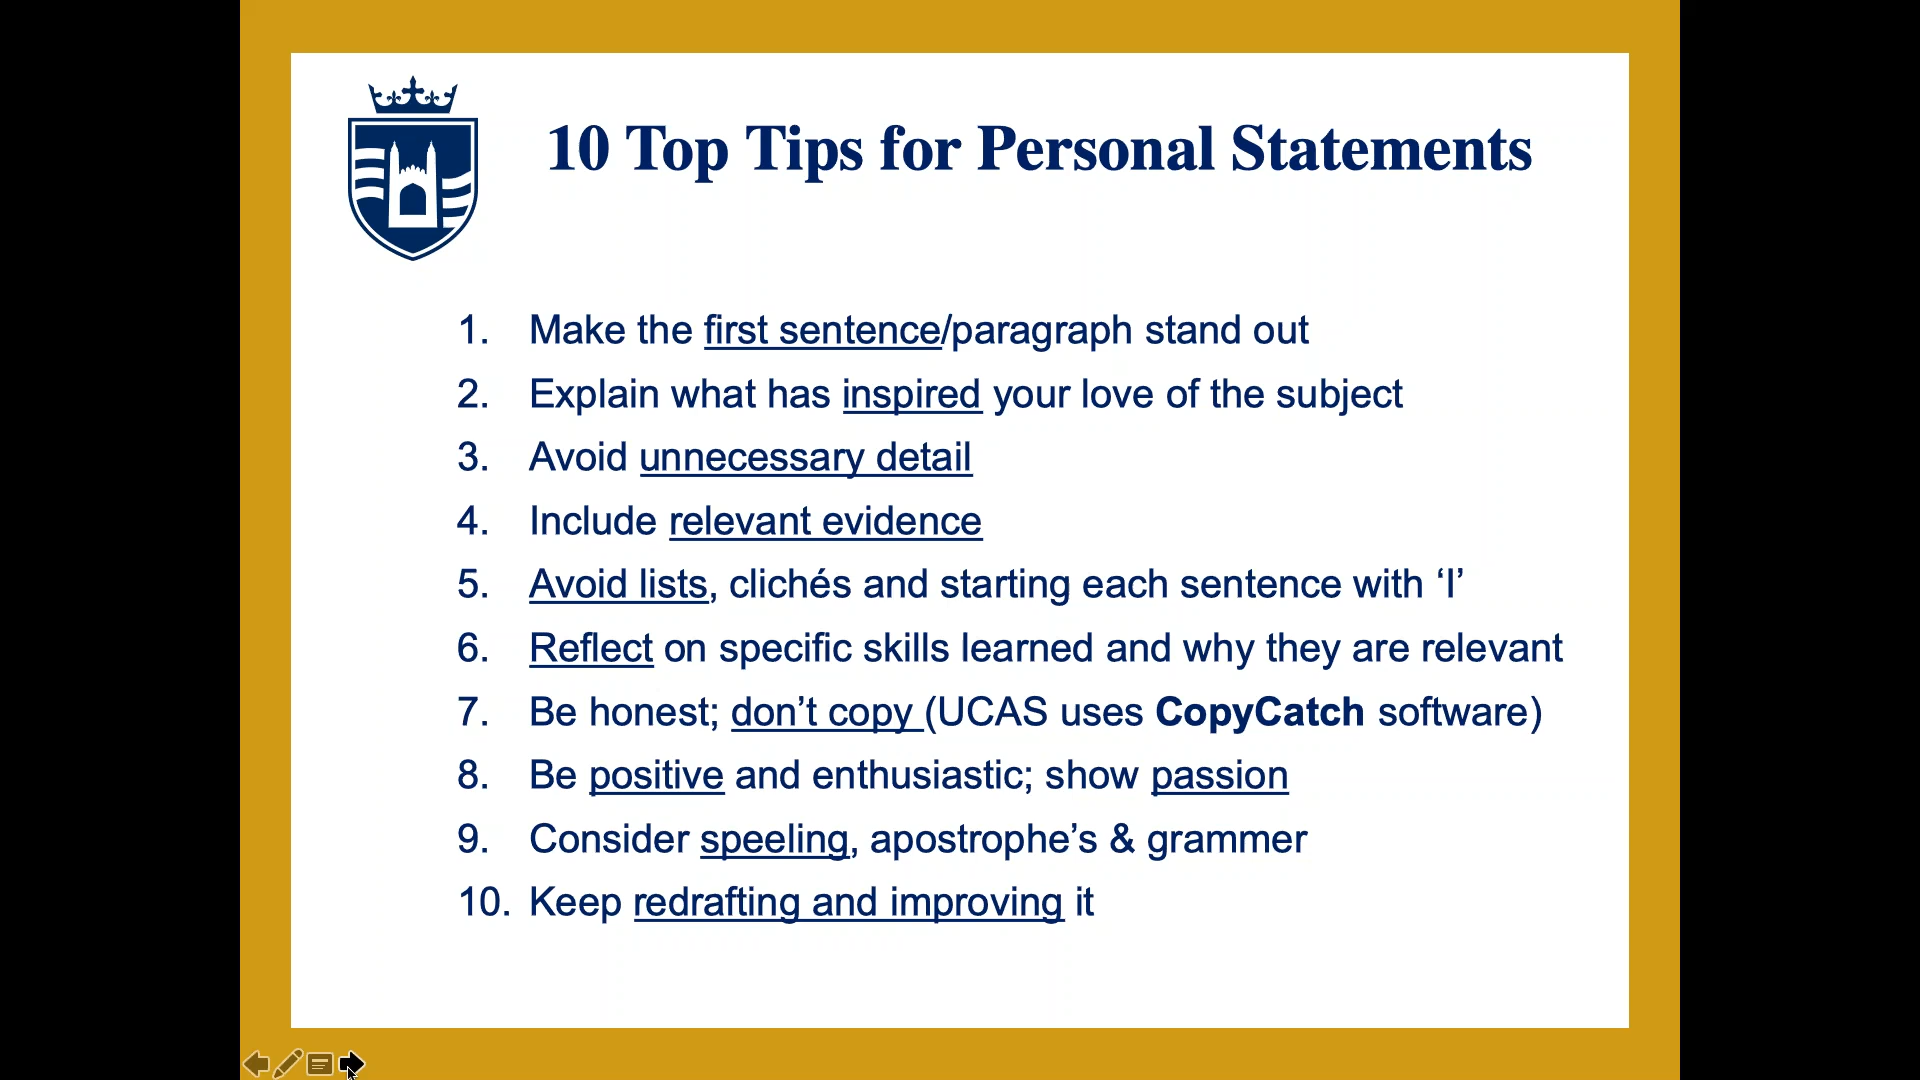 10 Top Tips for Personal Statements
1. Make the first sentence/paragraph stand out
2. Explain what has inspired your love of the subject
3. Avoid unnecessary detail
4. Include relevant evidence
5. Avoid lists, clichés and starting each sentence with ‘I’
6. Reflect on specific skills learned and why they are relevant
7. Be honest; don’t copy (UCAS uses CopyCatch software)
8. Be positive and enthusiastic; show passion
9. Consider speeling, apostrophe’s & grammer
10. Keep redrafting and improving it